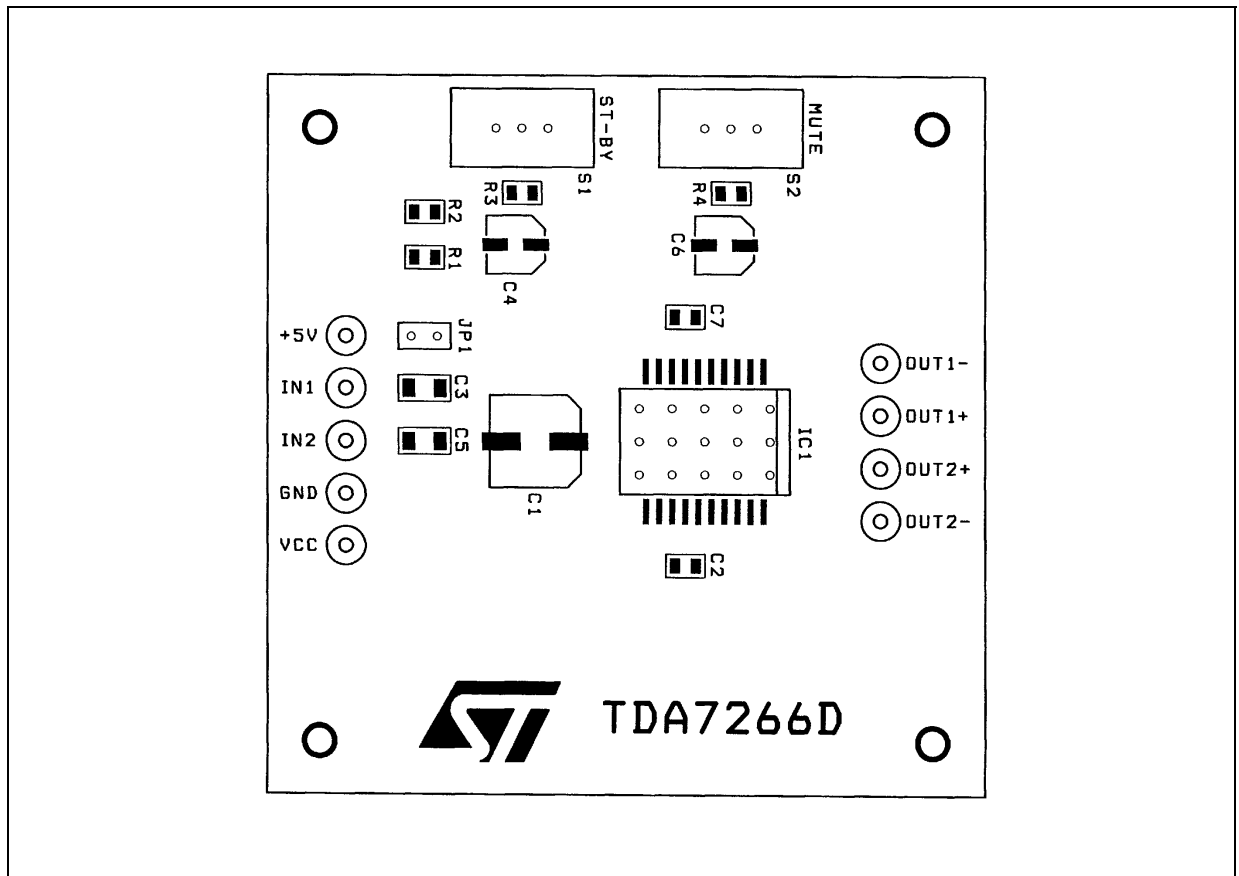 ST-BY
MUTE
S1
S2
R3
R4
R2
R1
C4
C6
C7
+5V
JP1
OUT1-
IN1
C3
OUT1+
IN2
C5
IC1
OUT2+
GND
C1
OUT2-
VCC
C2
ST
TDA7266D